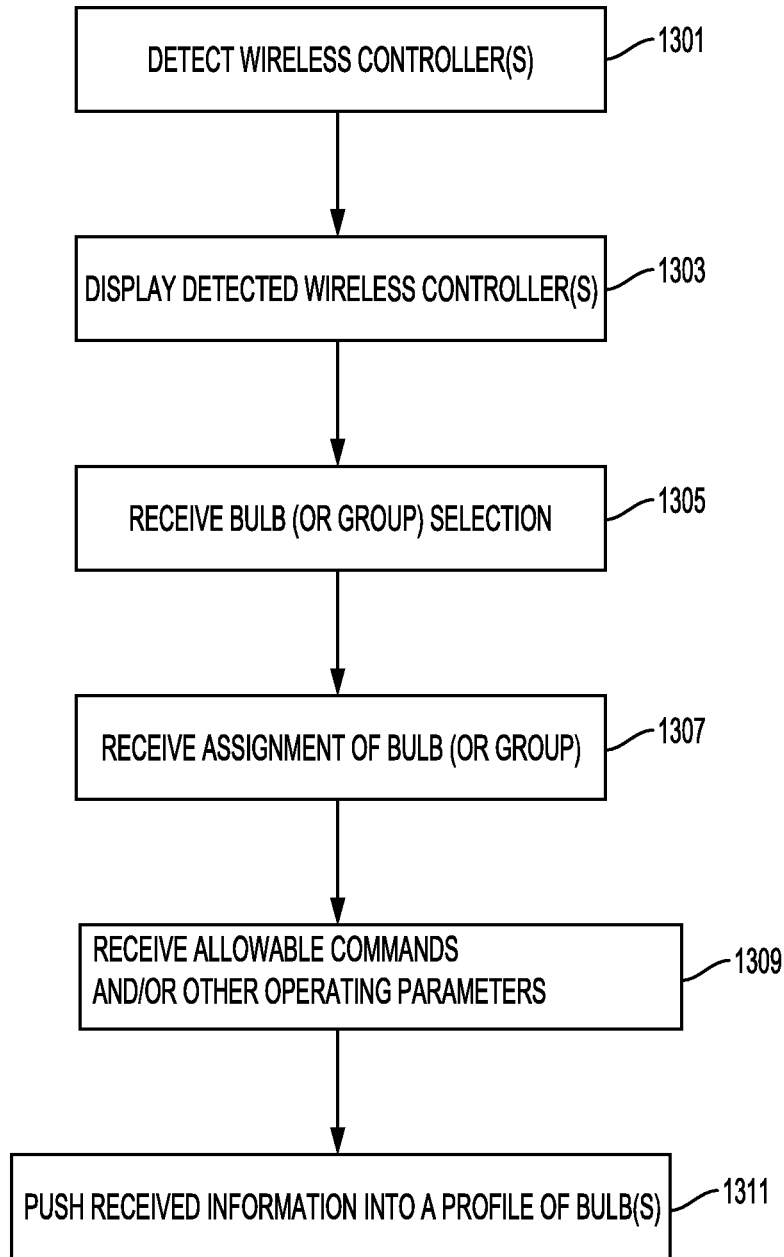 DETECT WIRELESS CONTROLLER(S)
1301
DISPLAY DETECTED WIRELESS CONTROLLER(S)
1303
RECEIVE BULB (OR GROUP) SELECTION
1305
RECEIVE ASSIGNMENT OF BULB (OR GROUP)
1307
RECEIVE ALLOWABLE COMMANDS
AND/OR OTHER OPERATING PARAMETERS
1309
PUSH RECEIVED INFORMATION INTO A PROFILE OF BULB(S)
1311